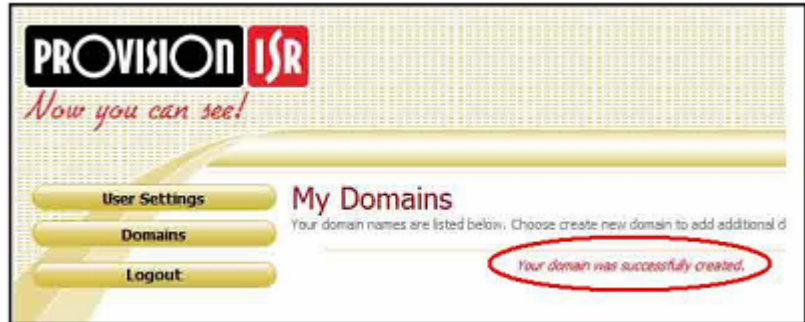 PROVISION ISR
Now you can see!
User Settings
Domains
Logout
My Domains
Your domain names are listed below. Choose create new domain to add additional d
Your domain was successfully created.